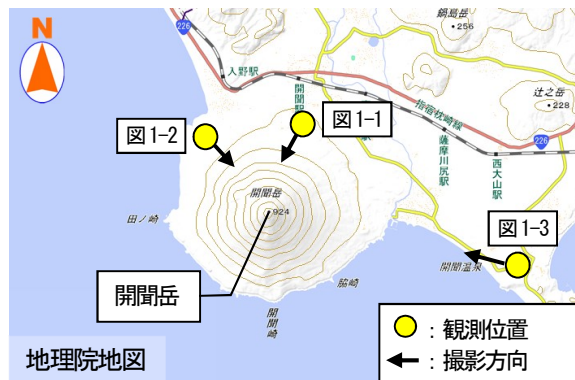 N
226
鍋島岳
・256
入野駅
開聞駅
辻之岳
・228
図1-1
図1-2
指宿枕崎線
226
薩摩川尻駅
西大山駅
開聞岳
・924
田ノ崎
図1-3
開聞温泉
脇崎
開聞岳
開聞崎
：観測位置
：撮影方向
地理院地図